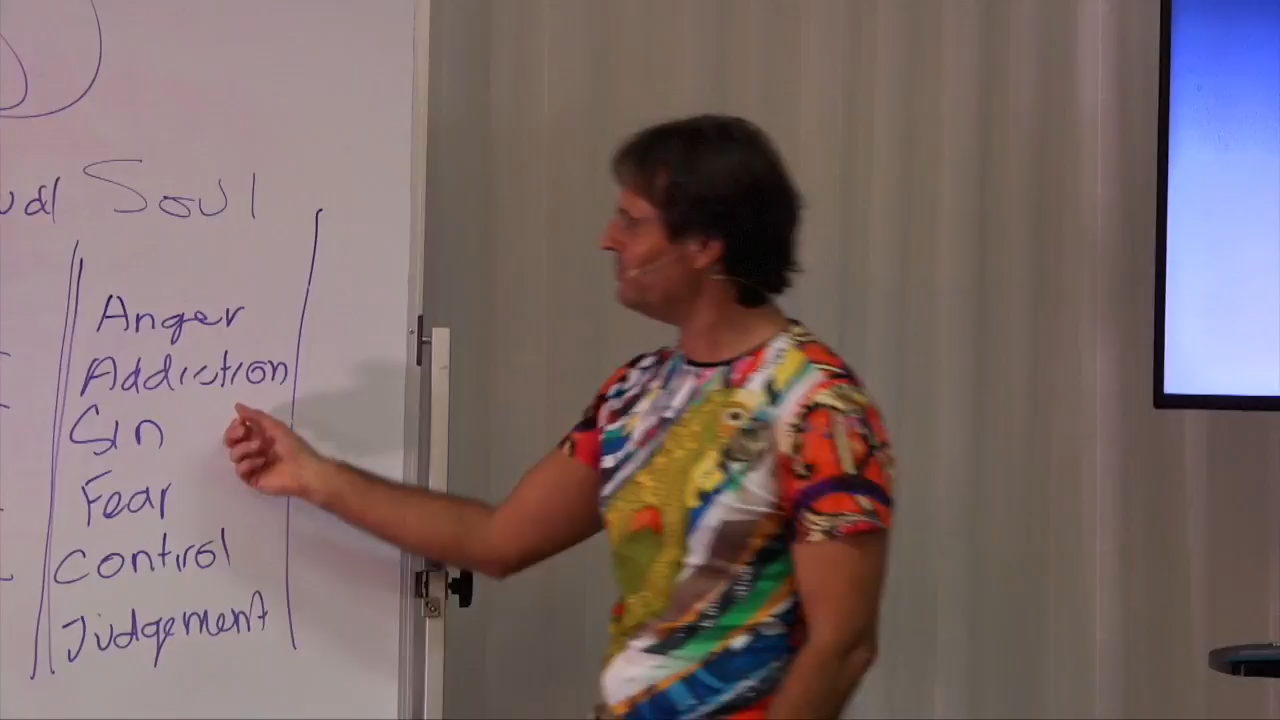 Soul
Anger
Addiction
Sin
Fear
Control
Judgement